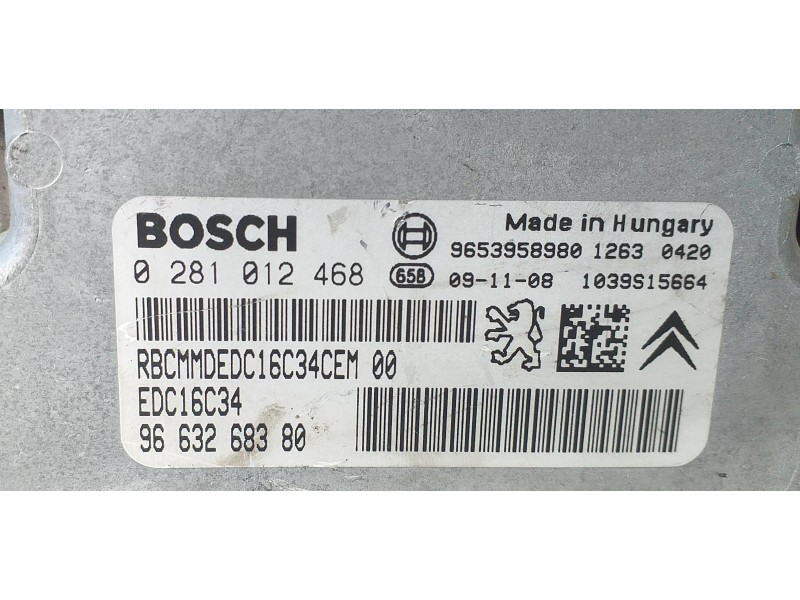 BOSCH
Made in Hungary
9653958980 1263 0420
0 281 012 468
65B 09-11-08 1039S15664
RBCMMDEDC16C34CEM 00
EDC16C34
96 632 683 80